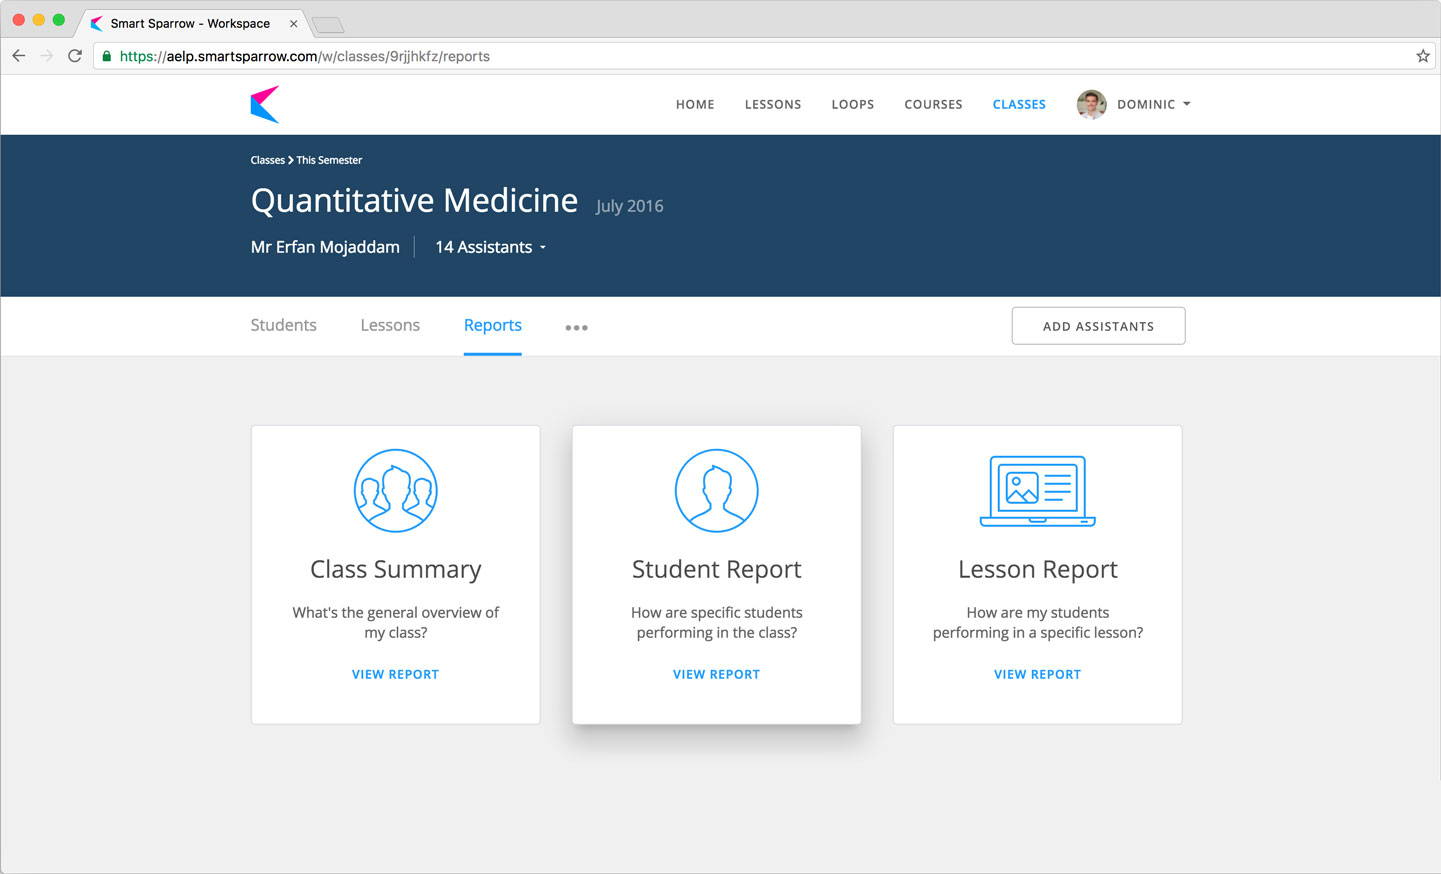 Smart Sparrow - Workspace
https://aelp.smartsparrow.com/w/classes/9rjjhkfz/reports
HOME LESSONS LOOPS COURSES CLASSES DOMINIC
Classes > This Semester
Quantitative Medicine July 2016
Mr Erfan Mojaddam 14 Assistants
Students Lessons Reports ADD ASSISTANTS
Class Summary
What's the general overview of
my class?
VIEW REPORT
Student Report
How are specific students
performing in the class?
VIEW REPORT
Lesson Report
How are my students
performing in a specific lesson?
VIEW REPORT